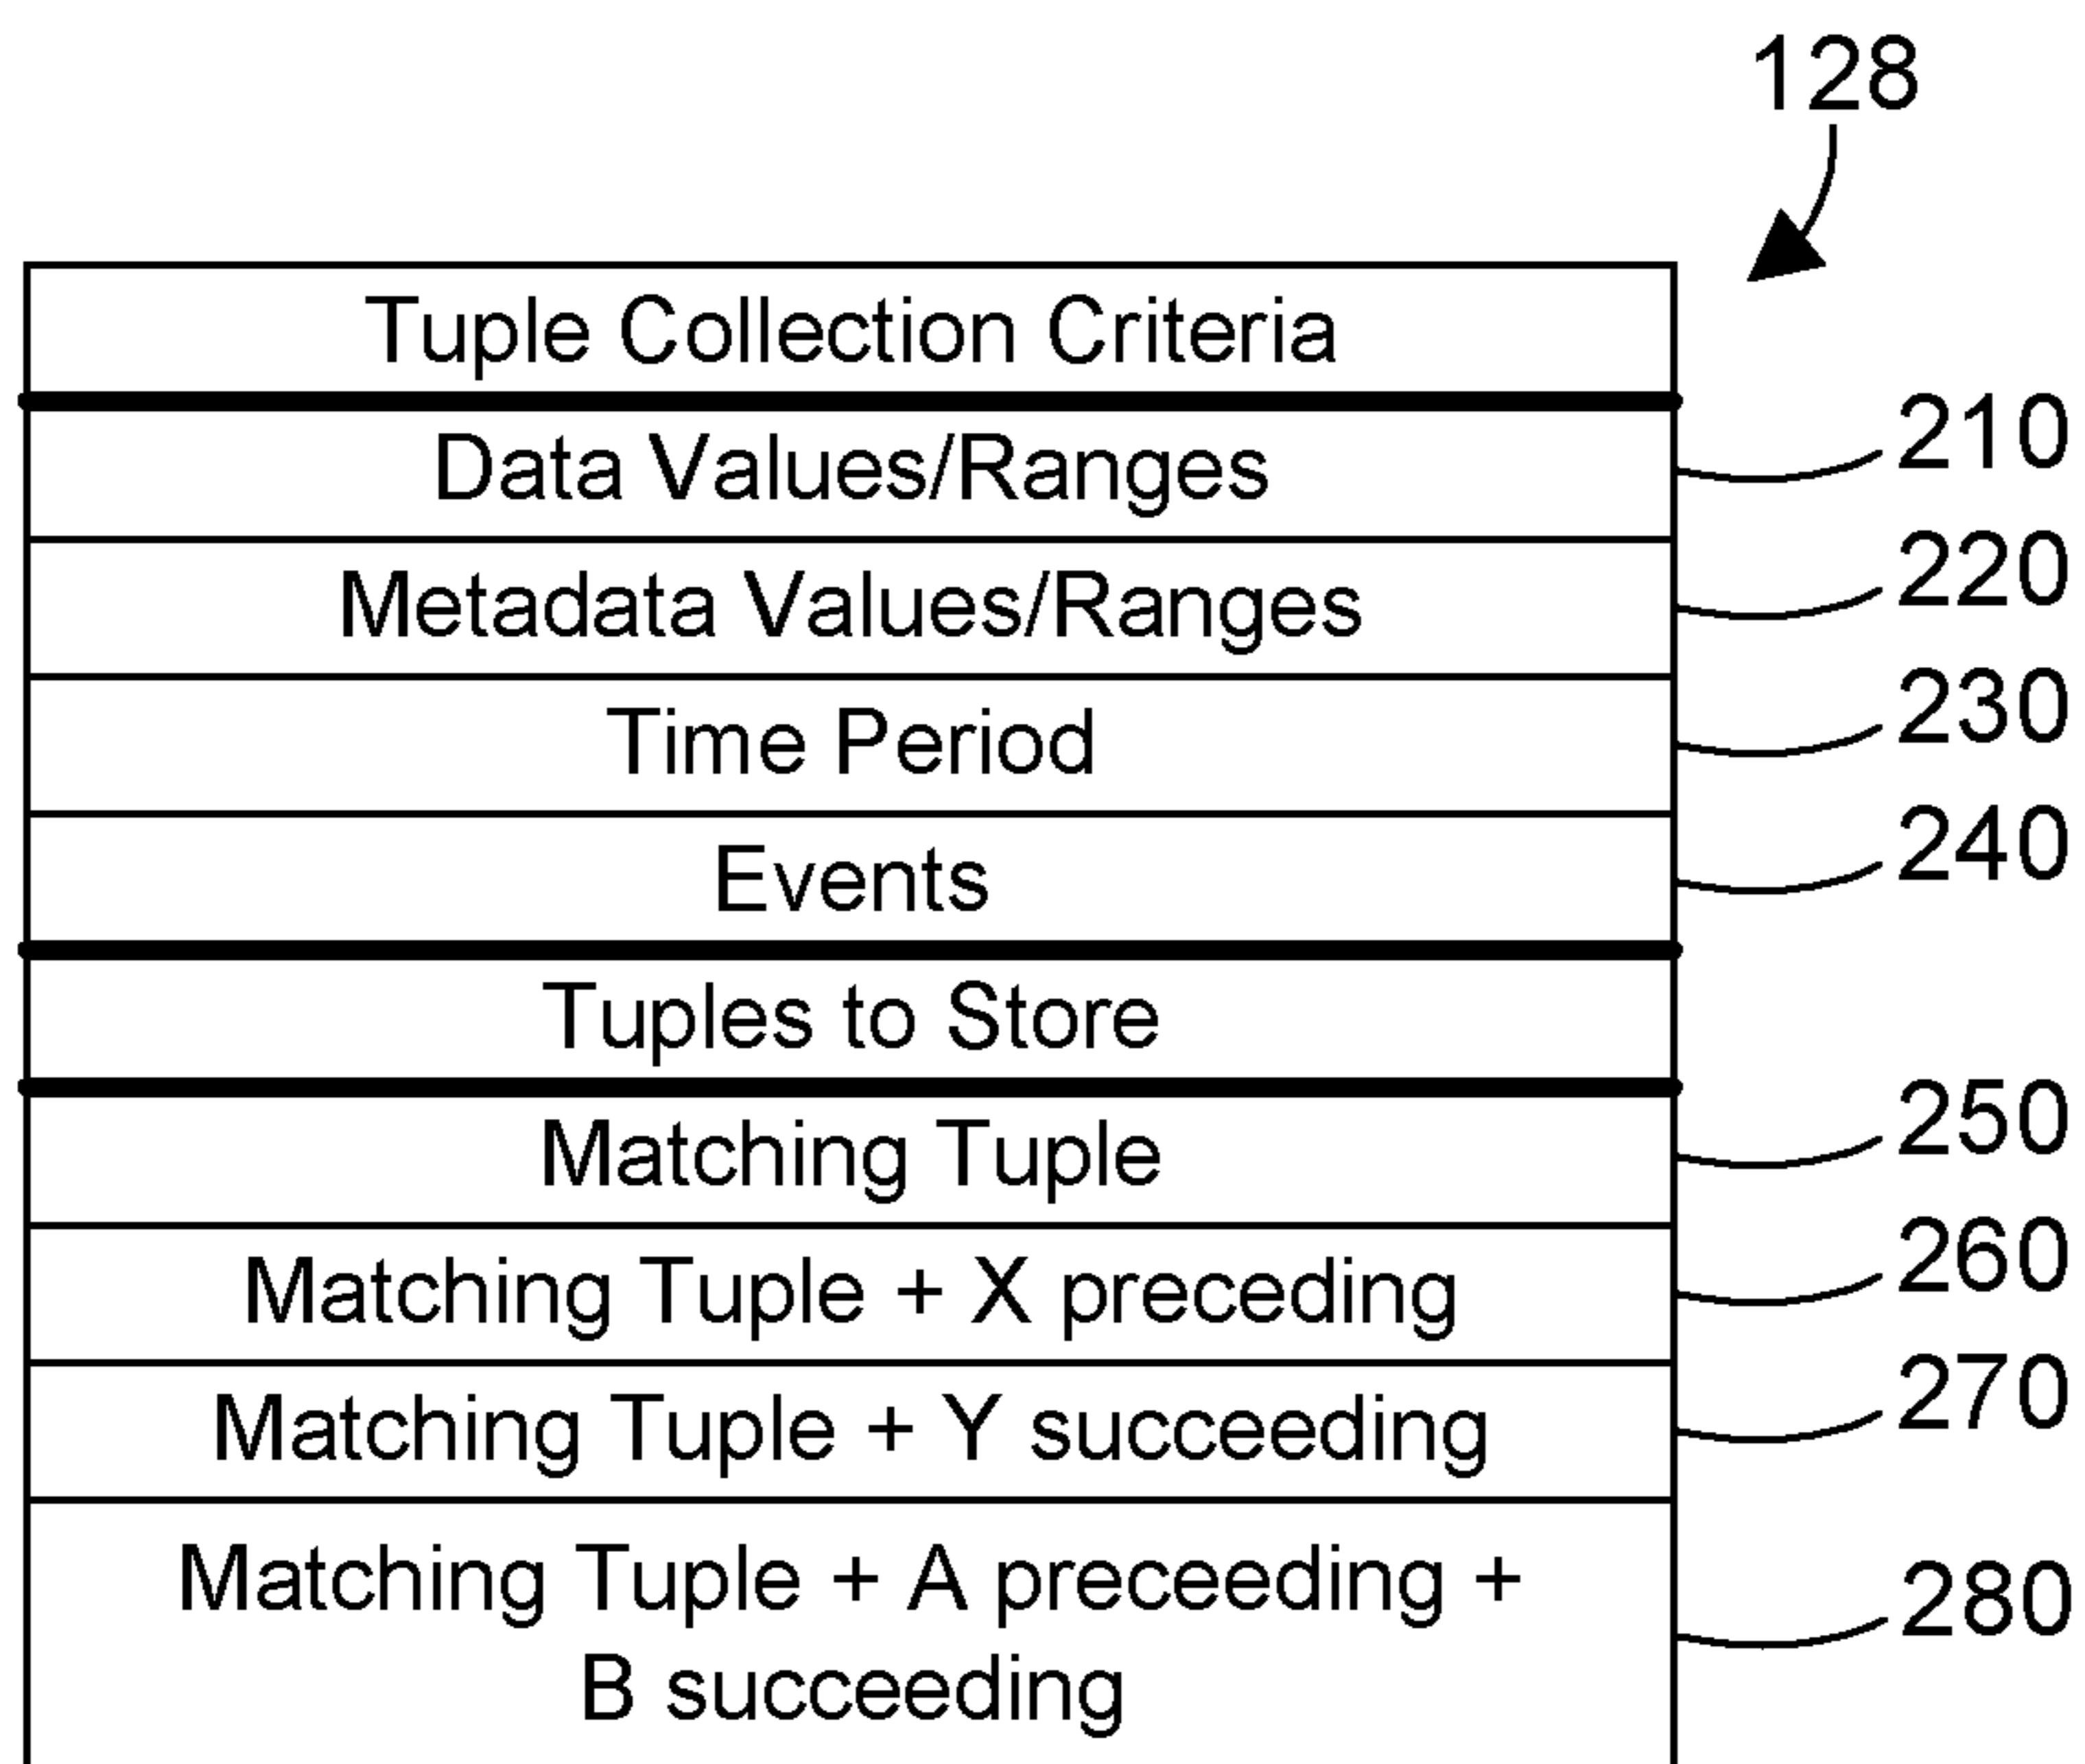 128
Tuple Collection Criteria
Data Values/Ranges 210
Metadata Values/Ranges 220
Time Period 230
Events 240
Tuples to Store
Matching Tuple 250
Matching Tuple + X preceding 260
Matching Tuple + Y succeeding 270
Matching Tuple + A preceeding + 280
B succeeding